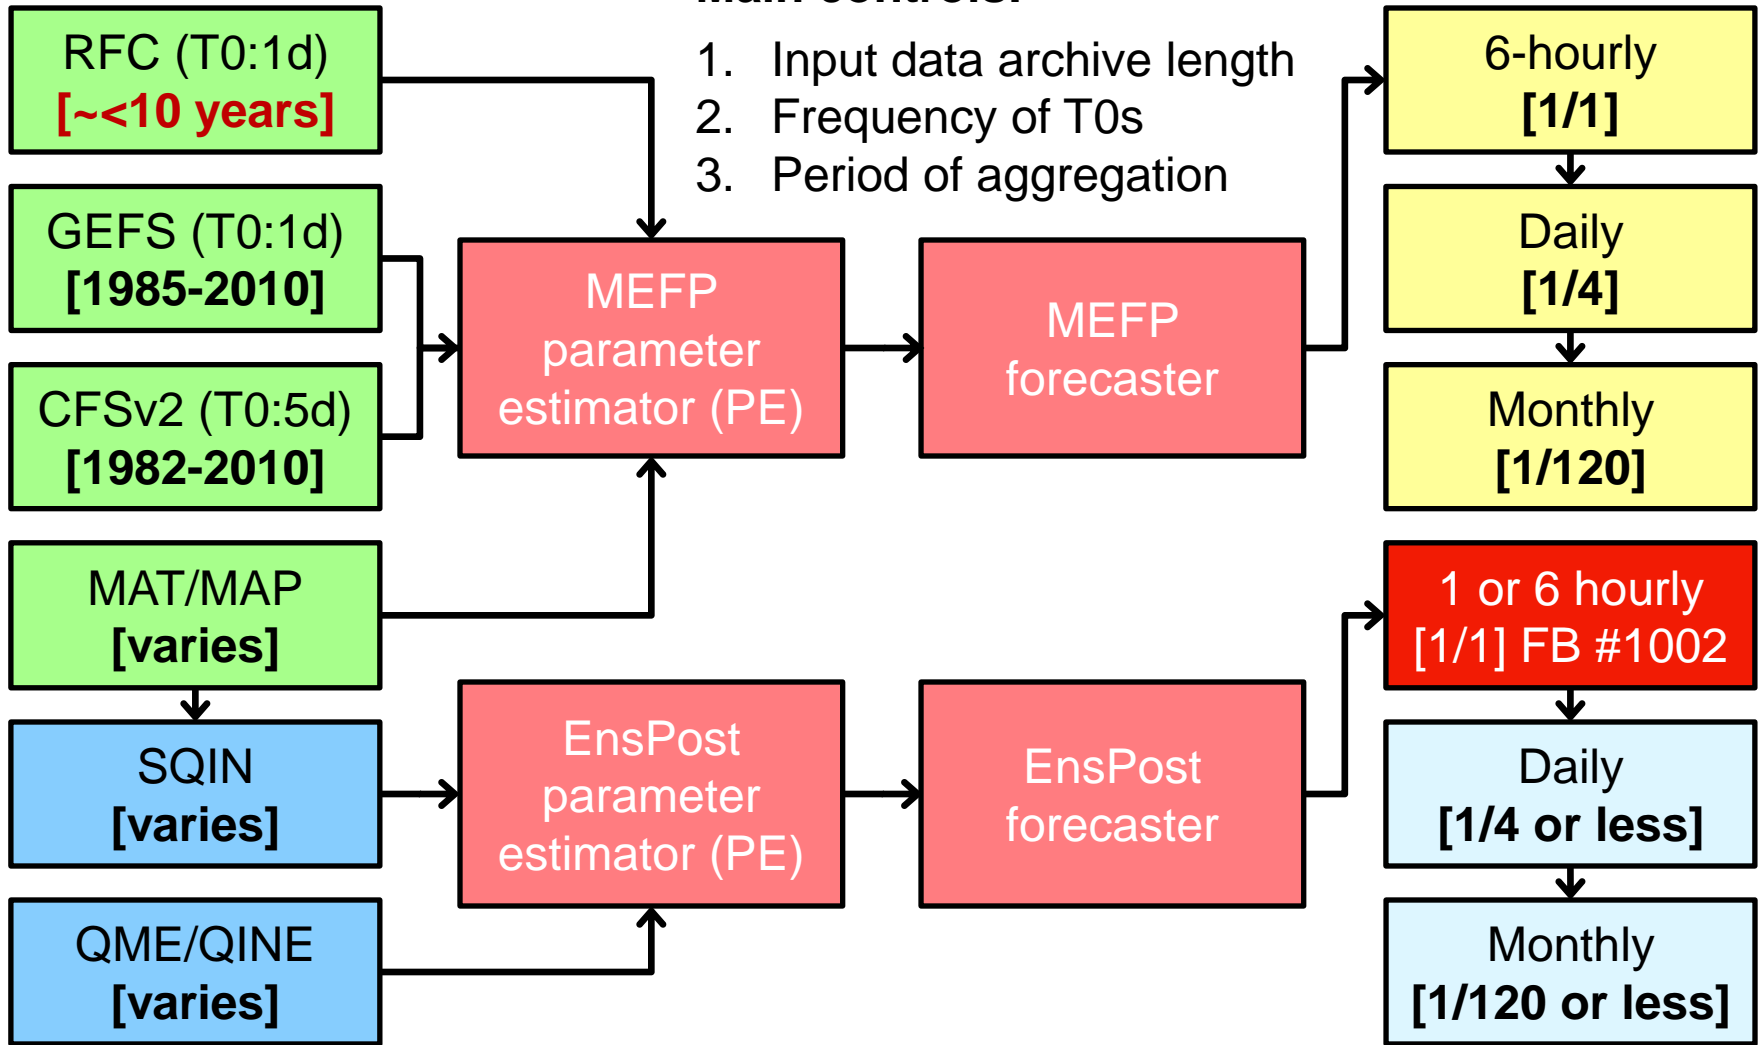 Main controls:
1. Input data archive length
2. Frequency of T0s
3. Period of aggregation
RFC (T0:1d)
[~<10 years]
GEFS (T0:1d)
[1985-2010]
CFSv2 (T0:5d)
[1982-2010]
MAT/MAP
[varies]
SQIN
[varies]
QME/QINE
[varies]
MEFP
parameter
estimator (PE)
MEFP
forecaster
EnsPost
parameter
estimator (PE)
EnsPost
forecaster
6-hourly
[1/1]
Daily
[1/4]
Monthly
[1/120]
1 or 6 hourly
[1/1] FB #1002
Daily
[1/4 or less]
Monthly
[1/120 or less]